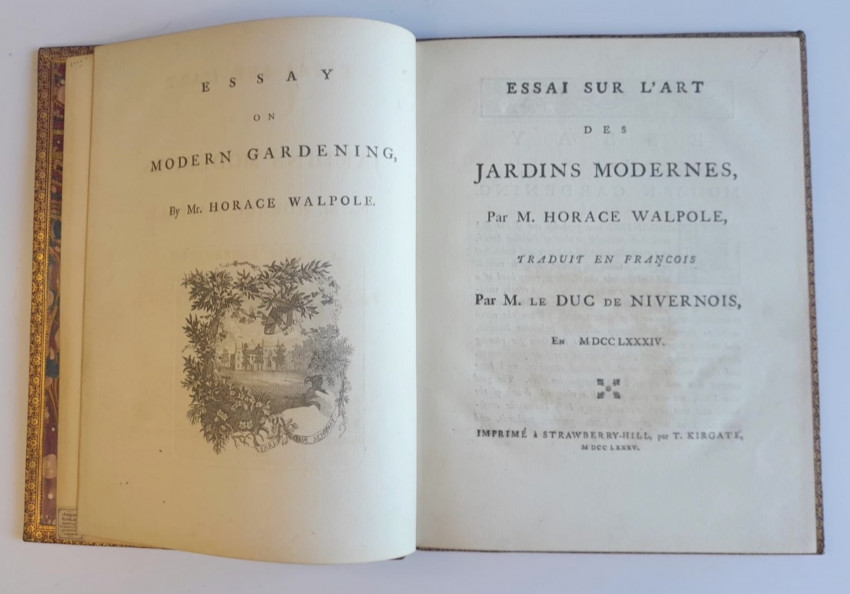 ESSAY
ON
MODERN GARDENING,
By Mr. HORACE WALPOLE.
ESSAI SUR L'ART
DES
JARDINS MODERNES,
Par M. HORACE WALPOLE,
TRADUIT EN FRANÇOIS
Par M. LE DUC DE NIVERNOIS,
EN MDCCLXXXIV.
IMPRIMÉ à STRAWBERRY-HILL, par T. KIRGATE,
MDCCLXXXV.